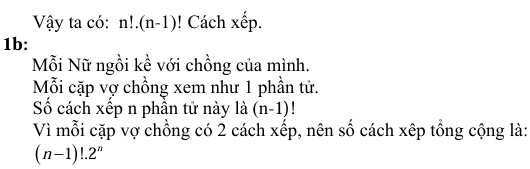 Vậy ta có: n!.(n-1)! Cách xếp.
1b:
Mỗi Nữ ngồi kề với chồng của mình.
Mỗi cặp vợ chồng xem như 1 phần tử.
Số cách xếp n phần tử này là (n-1)!
Vì mỗi cặp vợ chồng có 2 cách xếp, nên số cách xêp tổng cộng là:
(n−1)!.2ⁿ